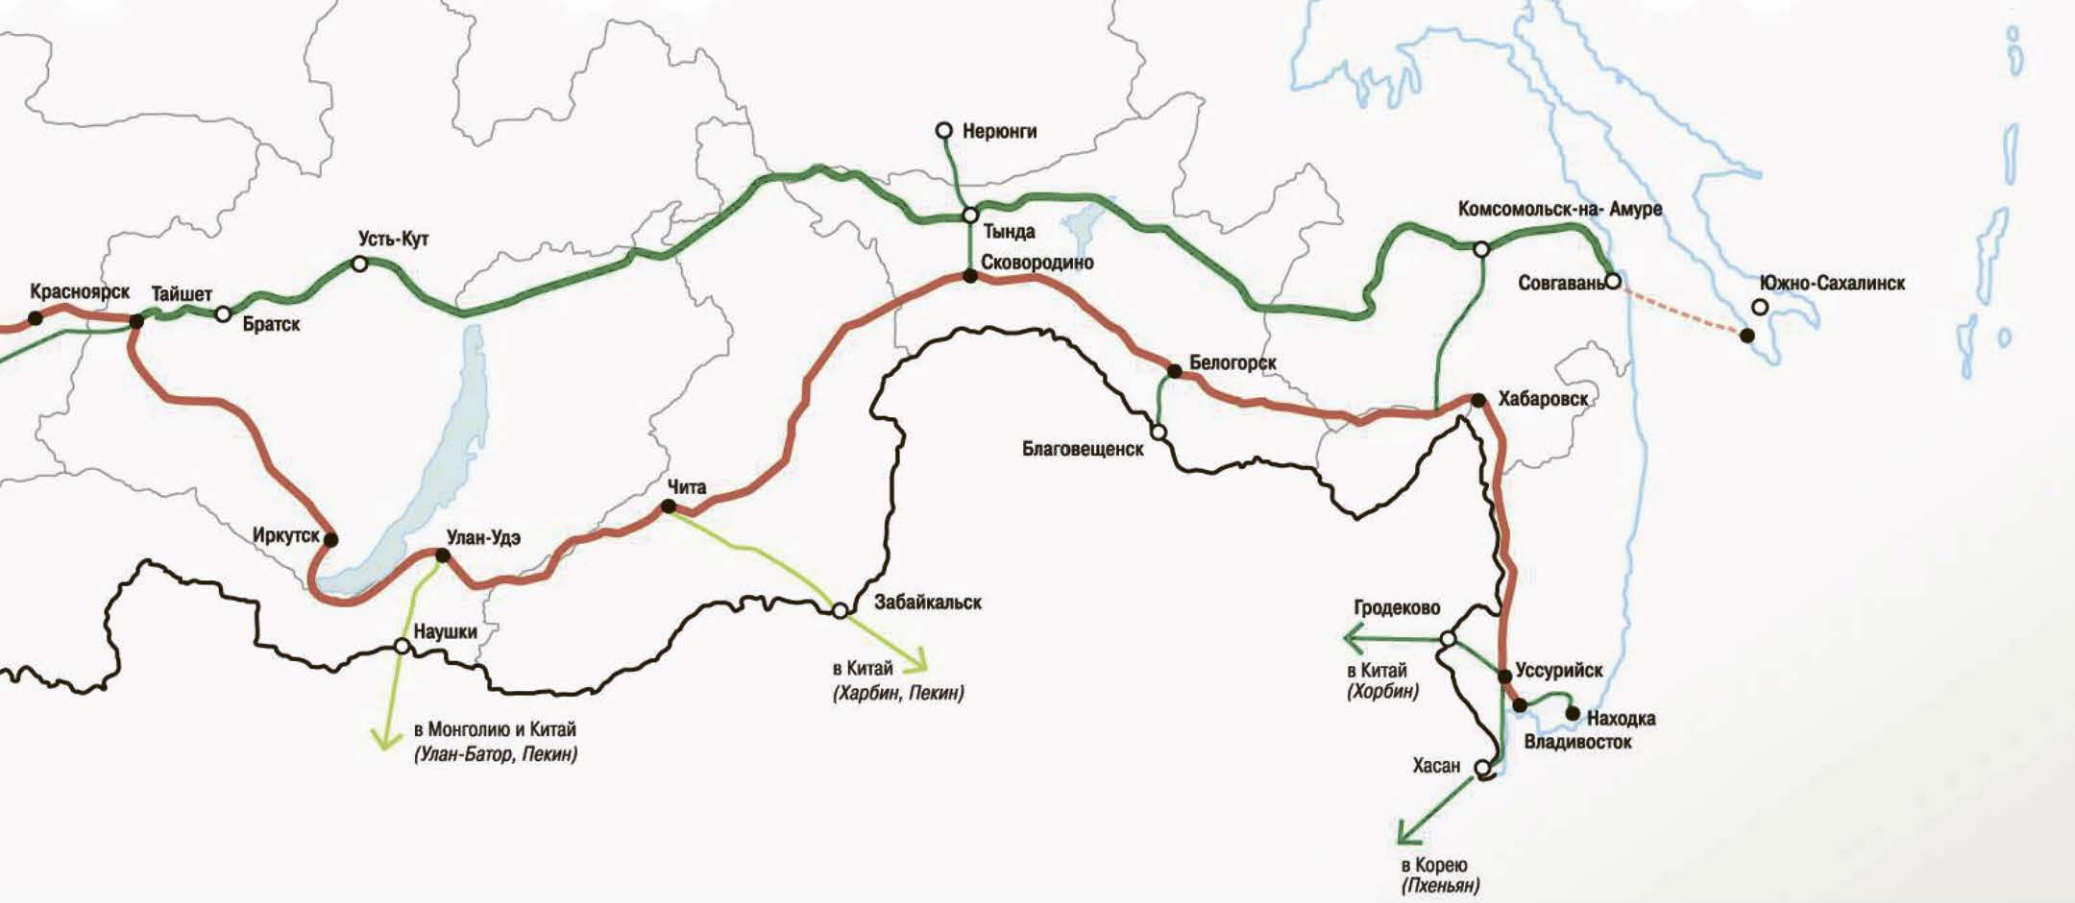 Нерюнги
Комсомольск-на- Амуре
Тында
Усть-Кут
Сковородино
Совгавань
Южно-Сахалинск
Красноярск
Тайшет
Братск
Белогорск
Хабаровск
Благовещенск
Чита
Иркутск
Улан-Удэ
Забайкальск
Гродеково
Наушки
в Китай
(Харбин, Пекин)
в Китай
(Хорбин)
Уссурийск
Находка
в Монголию и Китай
(Улан-Батор, Пекин)
Владивосток
Хасан
в Корею
(Пхеньян)